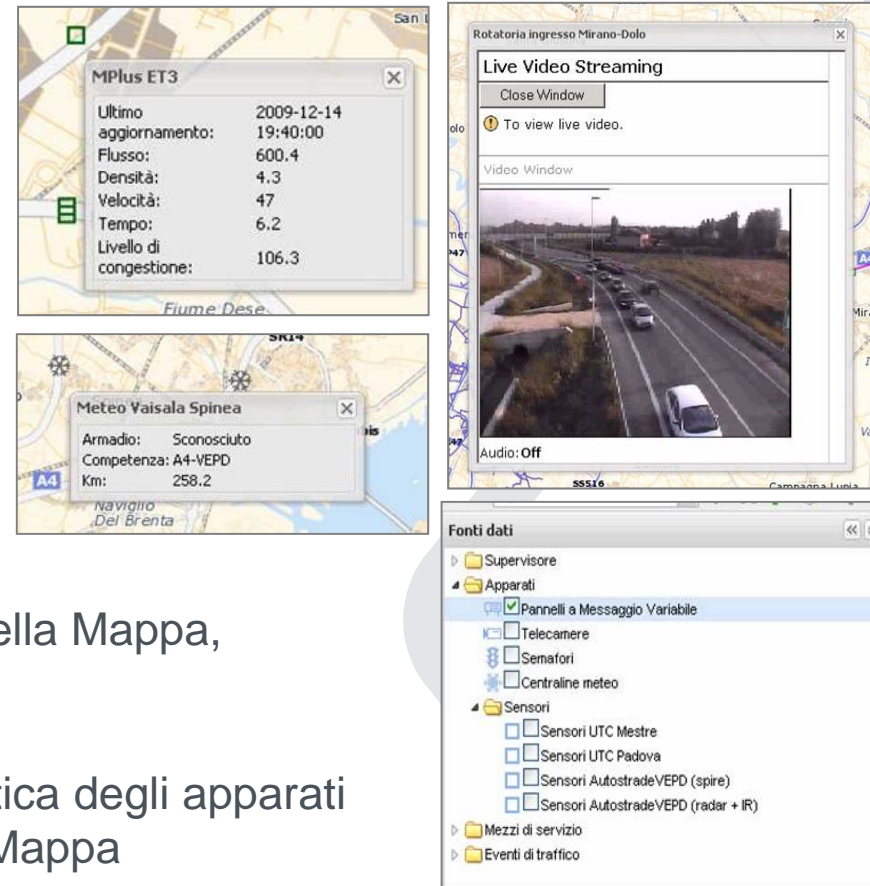 San
MPlus ET3
Ultimo aggiornamento: 2009-12-14 19:40:00
Flusso: 600.4
Densità: 4.3
Velocità: 47
Tempo: 6.2
Livello di congestione: 106.3
Fiume Dese
SR14
Meteo Vaisala Spinea
Armadio: Sconosciuto
Competenza: A4-VEPD
Km: 258.2
A4
Naviglio
Del Brenta
Rotatoria ingresso Mirano-Dolo
Live Video Streaming
Close Window
To view live video.
Video Window
Audio: Off
Campagna Lupia
Fonti dati
Supervisore
Apparati
Pannelli a Messaggio Variabile
Telecamere
Semafori
Centraline meteo
Sensori
Sensori UTC Mestre
Sensori UTC Padova
Sensori AutostradeVEPD (spire)
Sensori AutostradeVEPD (radar + IR)
Mezzi di servizio
Eventi di traffico
ella Mappa,
tica degli apparati
Mappa